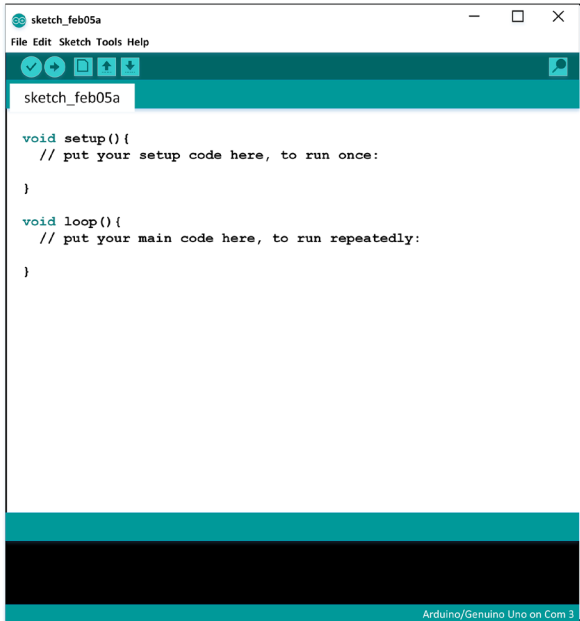 sketch_feb05a
File Edit Sketch Tools Help
sketch_feb05a
void setup(){
// put your setup code here, to run once:
}
void loop(){
// put your main code here, to run repeatedly:
}
Arduino/Genuino Uno on Com 3